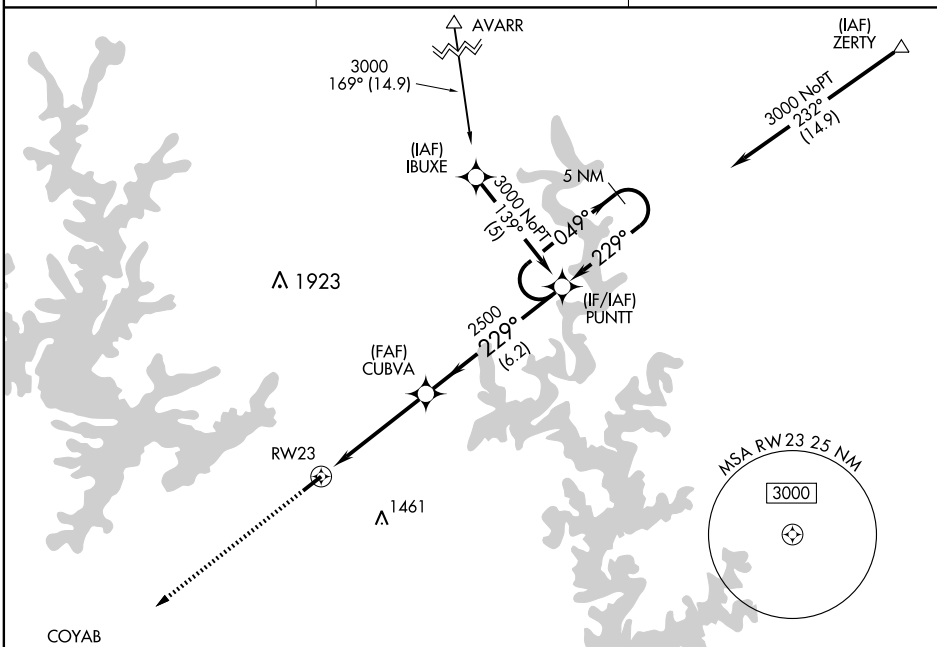 AVARR
3000
169° (14.9)
(IAF)
ZERTY
3000 NoPT
232°
(14.9)
(IAF)
IBUXE
3000 NoPT
139°
(5)
5 NM
049°
229°
1923
(IF/IAF)
PUNTT
2500
229°
(6.2)
(FAF)
CUBVA
RW23
1461
MSA RW 23 25 NM
3000
COYAB